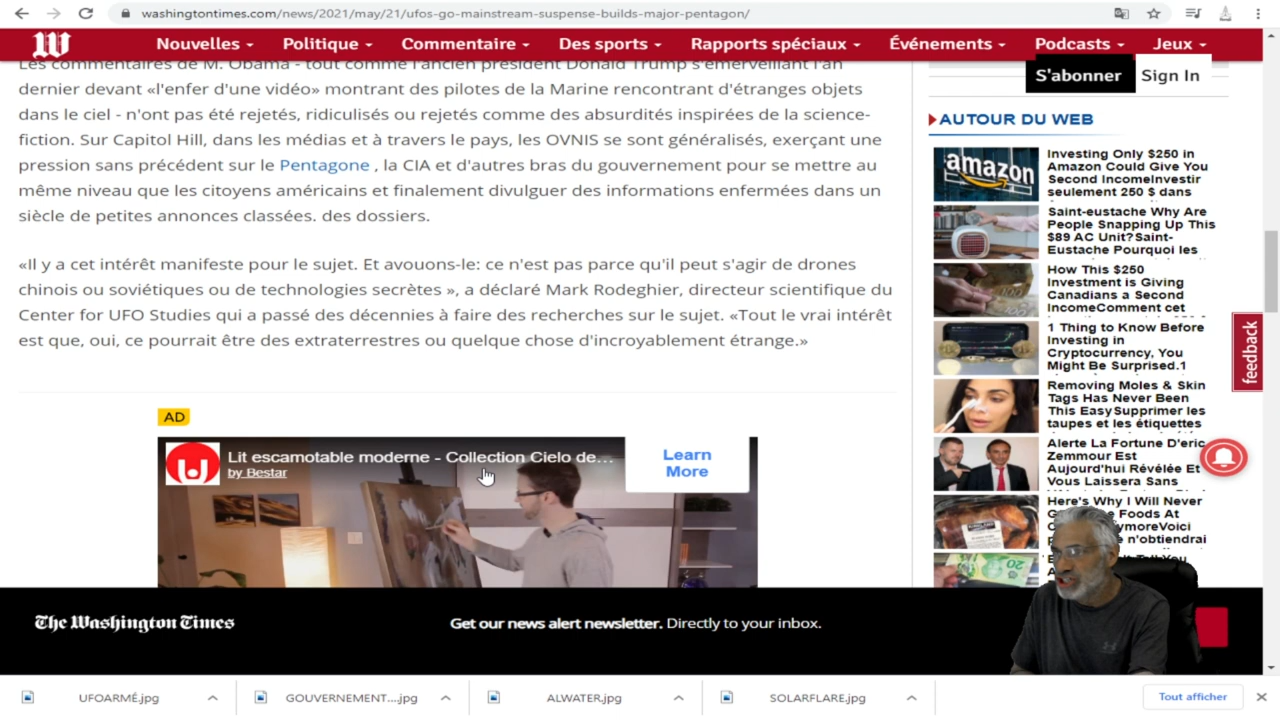 washingtontimes.com/news/2021/may/21/ufos-go-mainstream-suspense-builds-major-pentagon/
W
Nouvelles Politique Commentaire Des sports Rapports spéciaux Événements Podcasts Jeux
S'abonner Sign In
Les commentaires de M. Obama - tout comme l'ancien président Donald Trump s'émerveillant l'an
dernier devant «l'enfer d'une vidéo» montrant des pilotes de la Marine rencontrant d'étranges objets
dans le ciel - n'ont pas été rejetés, ridiculisés ou rejetés comme des absurdités inspirées de la science-
fiction. Sur Capitol Hill, dans les médias et à travers le pays, les OVNIS se sont généralisés, exerçant une
pression sans précédent sur le Pentagone , la CIA et d'autres bras du gouvernement pour se mettre au
même niveau que les citoyens américains et finalement divulguer des informations enfermées dans un
siècle de petites annonces classées. des dossiers.
«Il y a cet intérêt manifeste pour le sujet. Et avouons-le: ce n'est pas parce qu'il peut s'agir de drones
chinois ou soviétiques ou de technologies secrètes », a déclaré Mark Rodeghier, directeur scientifique du
Center for UFO Studies qui a passé des décennies à faire des recherches sur le sujet. «Tout le vrai intérêt
est que, oui, ce pourrait être des extraterrestres ou quelque chose d'incroyablement étrange.»
AD
Lit escamotable moderne - Collection Cielo de...
by Bestar
Learn
More
AUTOUR DU WEB
amazon
Investing Only $250 in
Amazon Could Give You
Second IncomeInvestir
seulement 250 $ dans
Saint-eustache Why Are
People Snapping Up This
$89 AC Unit?Saint-
Eustache Pourquoi les
How This $250
Investment is Giving
Canadians a Second
IncomeComment cet
1 Thing to Know Before
Investing in
Cryptocurrency, You
Might Be Surprised.1
Removing Moles & Skin
Tags Has Never Been
This EasySupprimer les
taupes et les étiquettes
Alerte La Fortune D'eric
Zemmour Est
Aujourd'hui Révélée Et
Vous Laissera Sans
Here's Why I Will Never
Foods At
n'obtiendrai
feedback
The Washington Times
Get our news alert newsletter. Directly to your inbox.
UFOARMÉ.jpg
GOUVERNEMENT....jpg
ALWATER.jpg
SOLARFLARE.jpg
Tout afficher